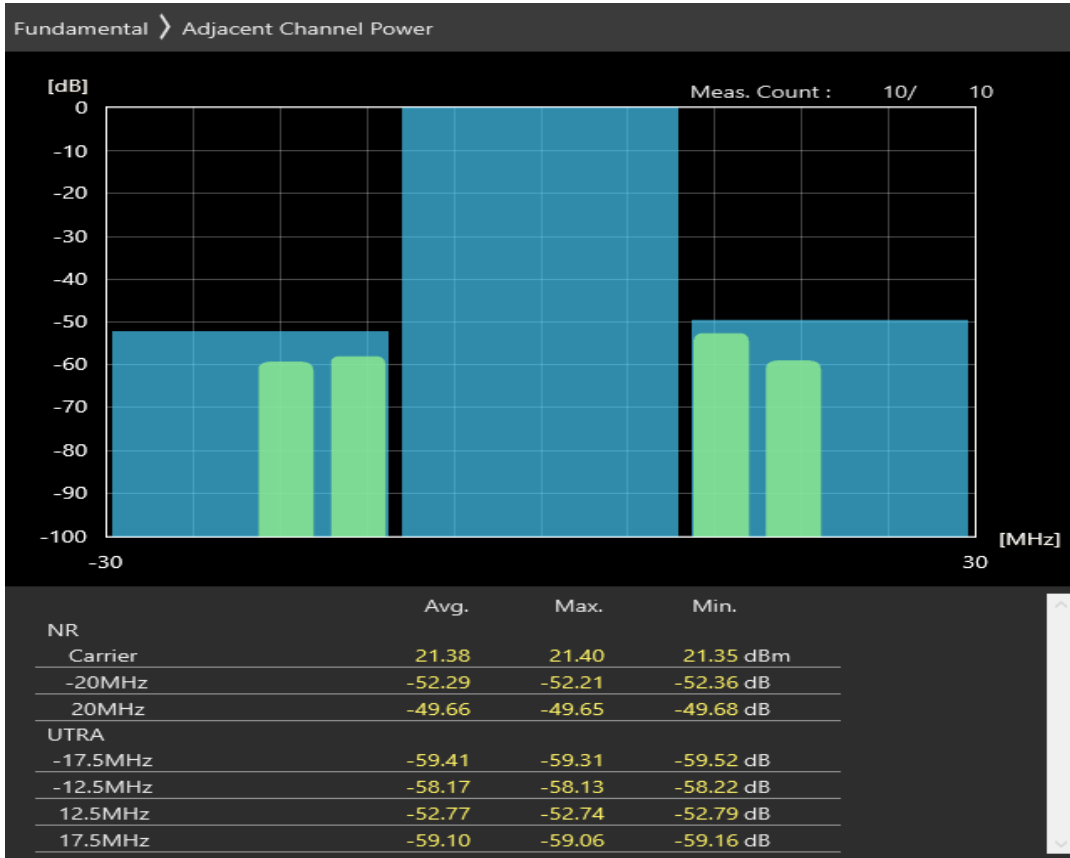 Fundamental ❭ Adjacent Channel Power
[dB]
Meas. Count : 10/ 10
0
-10
-20
-30
-40
-50
-60
-70
-80
-90
-100
[MHz]
-30 30
Avg. Max. Min.
NR
Carrier 21.38 21.40 21.35 dBm
-20MHz -52.29 -52.21 -52.36 dB
20MHz -49.66 -49.65 -49.68 dB
UTRA
-17.5MHz -59.41 -59.31 -59.52 dB
-12.5MHz -58.17 -58.13 -58.22 dB
12.5MHz -52.77 -52.74 -52.79 dB
17.5MHz -59.10 -59.06 -59.16 dB